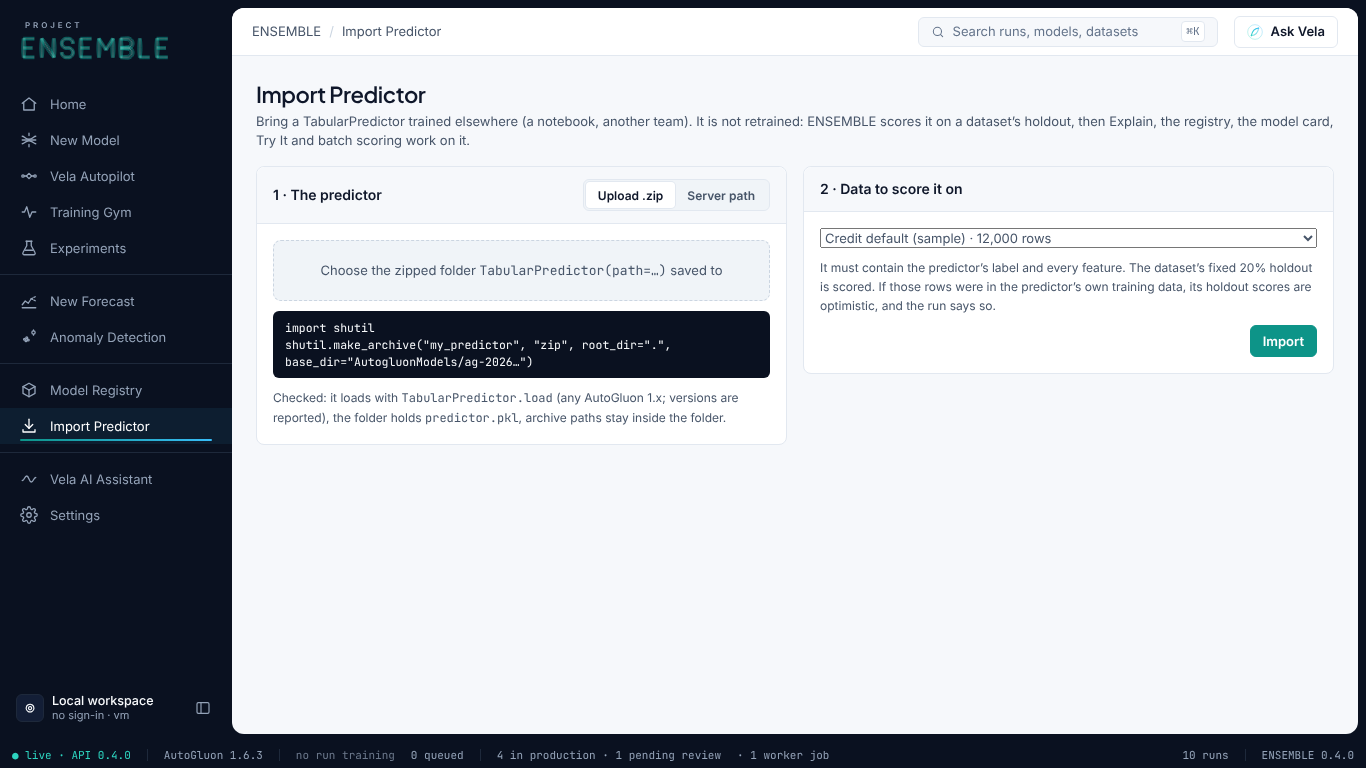 PROJECT
ENSEMBLE
Home
New Model
Vela Autopilot
Training Gym
Experiments
New Forecast
Anomaly Detection
Model Registry
Import Predictor
Vela AI Assistant
Settings
Local workspace
no sign-in · vm
ENSEMBLE / Import Predictor
Search runs, models, datasets ⌘K
Ask Vela
Import Predictor
Bring a TabularPredictor trained elsewhere (a notebook, another team). It is not retrained: ENSEMBLE scores it on a dataset’s holdout, then Explain, the registry, the model card,
Try It and batch scoring work on it.
1 · The predictor
Upload .zip Server path
Choose the zipped folder TabularPredictor(path=…) saved to
import shutil
shutil.make_archive("my_predictor", "zip", root_dir=".",
base_dir="AutogluonModels/ag-2026…")
Checked: it loads with TabularPredictor.load (any AutoGluon 1.x; versions are
reported), the folder holds predictor.pkl, archive paths stay inside the folder.
2 · Data to score it on
Credit default (sample) · 12,000 rows
It must contain the predictor’s label and every feature. The dataset’s fixed 20% holdout
is scored. If those rows were in the predictor’s own training data, its holdout scores are
optimistic, and the run says so.
Import
live · API 0.4.0 AutoGluon 1.6.3 no run training 0 queued 4 in production · 1 pending review · 1 worker job 10 runs ENSEMBLE 0.4.0